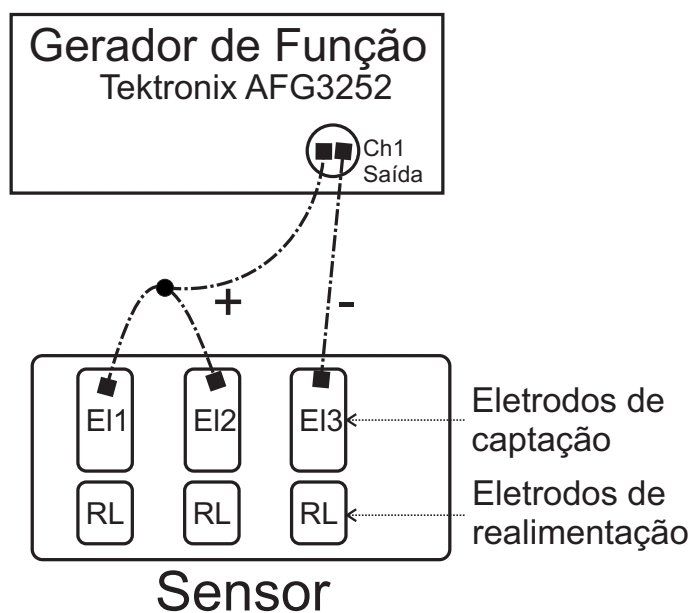 Gerador de Função
Tektronix AFG3252
Ch1
Saída
+
-
El1
El2
El3
Eletrodos de
captação
RL
RL
RL
Eletrodos de
realimentação
Sensor